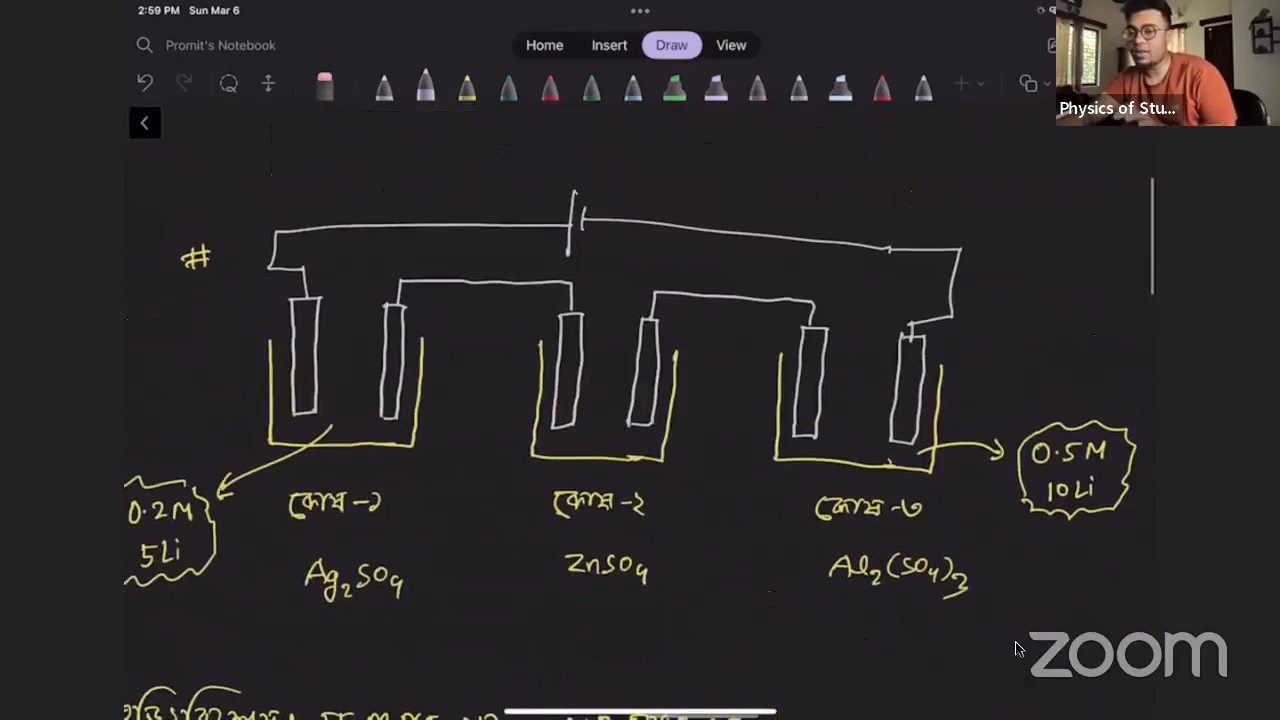 2:59 PM Sun Mar 6
Promit's Notebook
Home Insert Draw View
Physics of Stu...
#
0.2M
5Li
0.5M
10Li
কোষ-১
কোষ-২
কোষ-৩
Ag2SO4
ZnSO4
Al2(SO4)3
zoom